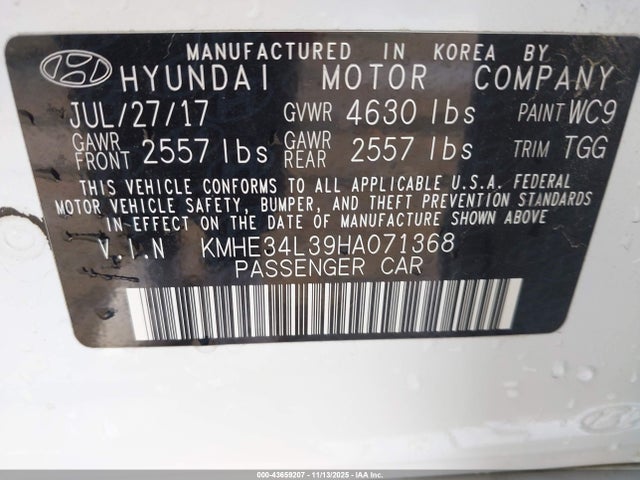 MANUFACTURED IN KOREA BY
HYUNDAI MOTOR COMPANY
JUL/27/17 GVWR 4630 lbs PAINT WC9
GAWR FRONT 2557 lbs GAWR REAR 2557 lbs TRIM TGG
THIS VEHICLE CONFORMS TO ALL APPLICABLE U.S.A. FEDERAL
MOTOR VEHICLE SAFETY, BUMPER, AND THEFT PREVENTION STANDARDS
IN EFFECT ON THE DATE OF MANUFACTURE SHOWN ABOVE
V.I.N KMHE34L39HA071368
PASSENGER CAR
000-43659207 - 11/13/2025 - IAA, Inc.